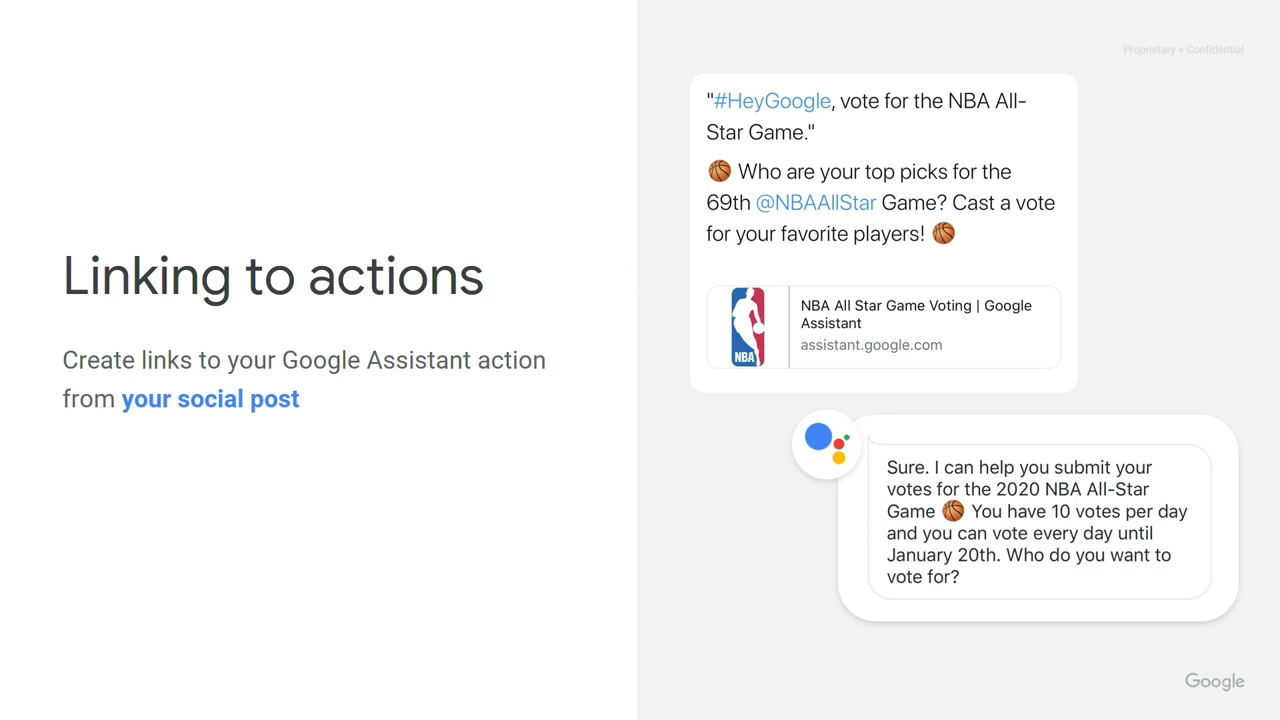 Proprietary + Confidential
Linking to actions
Create links to your Google Assistant action
from your social post
"#HeyGoogle, vote for the NBA All-
Star Game."
🏀 Who are your top picks for the
69th @NBAAllStar Game? Cast a vote
for your favorite players! 🏀
NBA
NBA All Star Game Voting | Google
Assistant
assistant.google.com
Sure. I can help you submit your
votes for the 2020 NBA All-Star
Game 🏀 You have 10 votes per day
and you can vote every day until
January 20th. Who do you want to
vote for?
Google